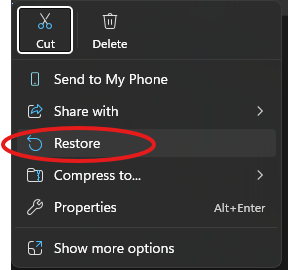 Cut Delete
Send to My Phone
Share with
Restore
Compress to...
Properties Alt+Enter
Show more options